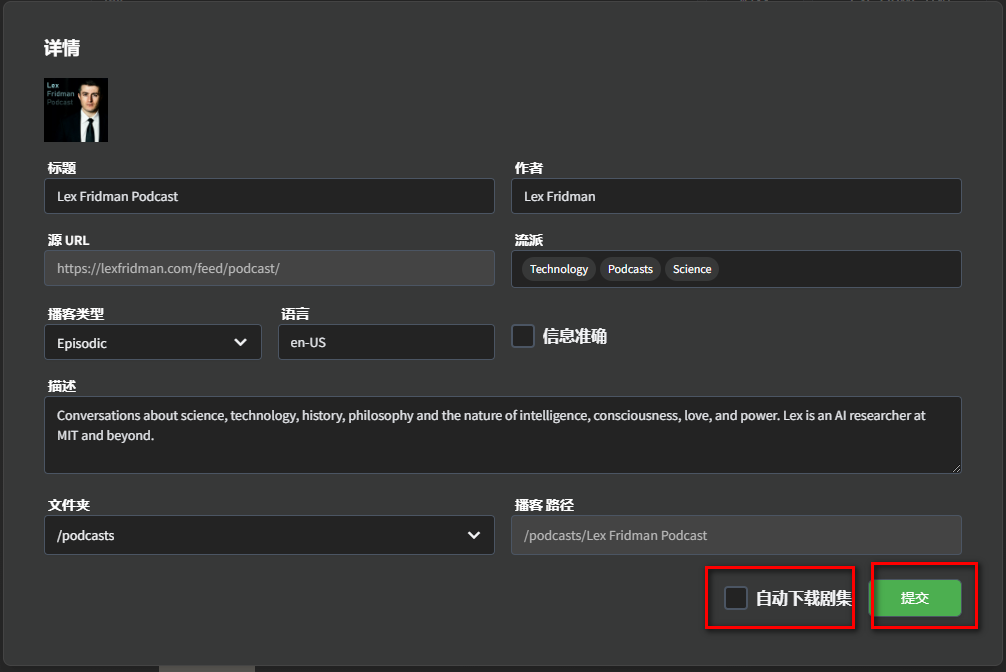 详情
Lex
Fridman
Podcast
标题
作者
Lex Fridman Podcast
Lex Fridman
源 URL
流派
https://lexfridman.com/feed/podcast/
Technology Podcasts Science
播客类型
语言
Episodic
en-US
信息准确
描述
Conversations about science, technology, history, philosophy and the nature of intelligence, consciousness, love, and power. Lex is an AI researcher at
MIT and beyond.
文件夹
播客 路径
/podcasts
/podcasts/Lex Fridman Podcast
自动下载剧集
提交